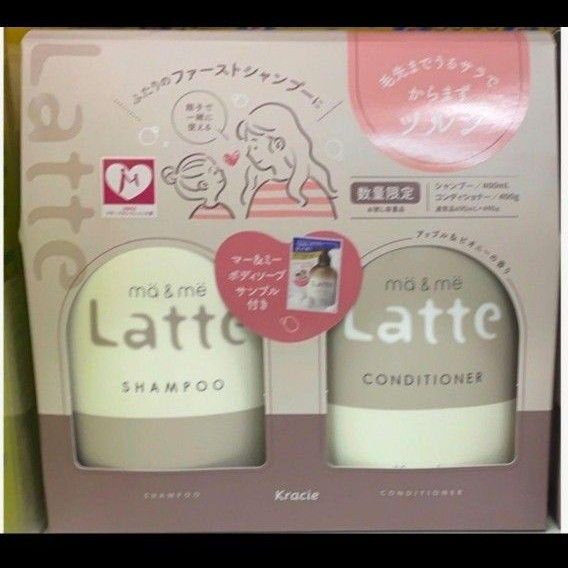 Latte
ふたりのファーストシャンプーに
親子で
一緒に
使える
毛先までうるサラで
からまず
ツルン
数量限定
シャンプー／400mL
コンディショナー／400g
アップル&ピオニーの香り
マー&ミー
ボディソープ
サンプル
付き
mä & më
Latte
SHAMPOO
mä & më
Latte
CONDITIONER
SHAMPOO
Kracie
CONDITIONER